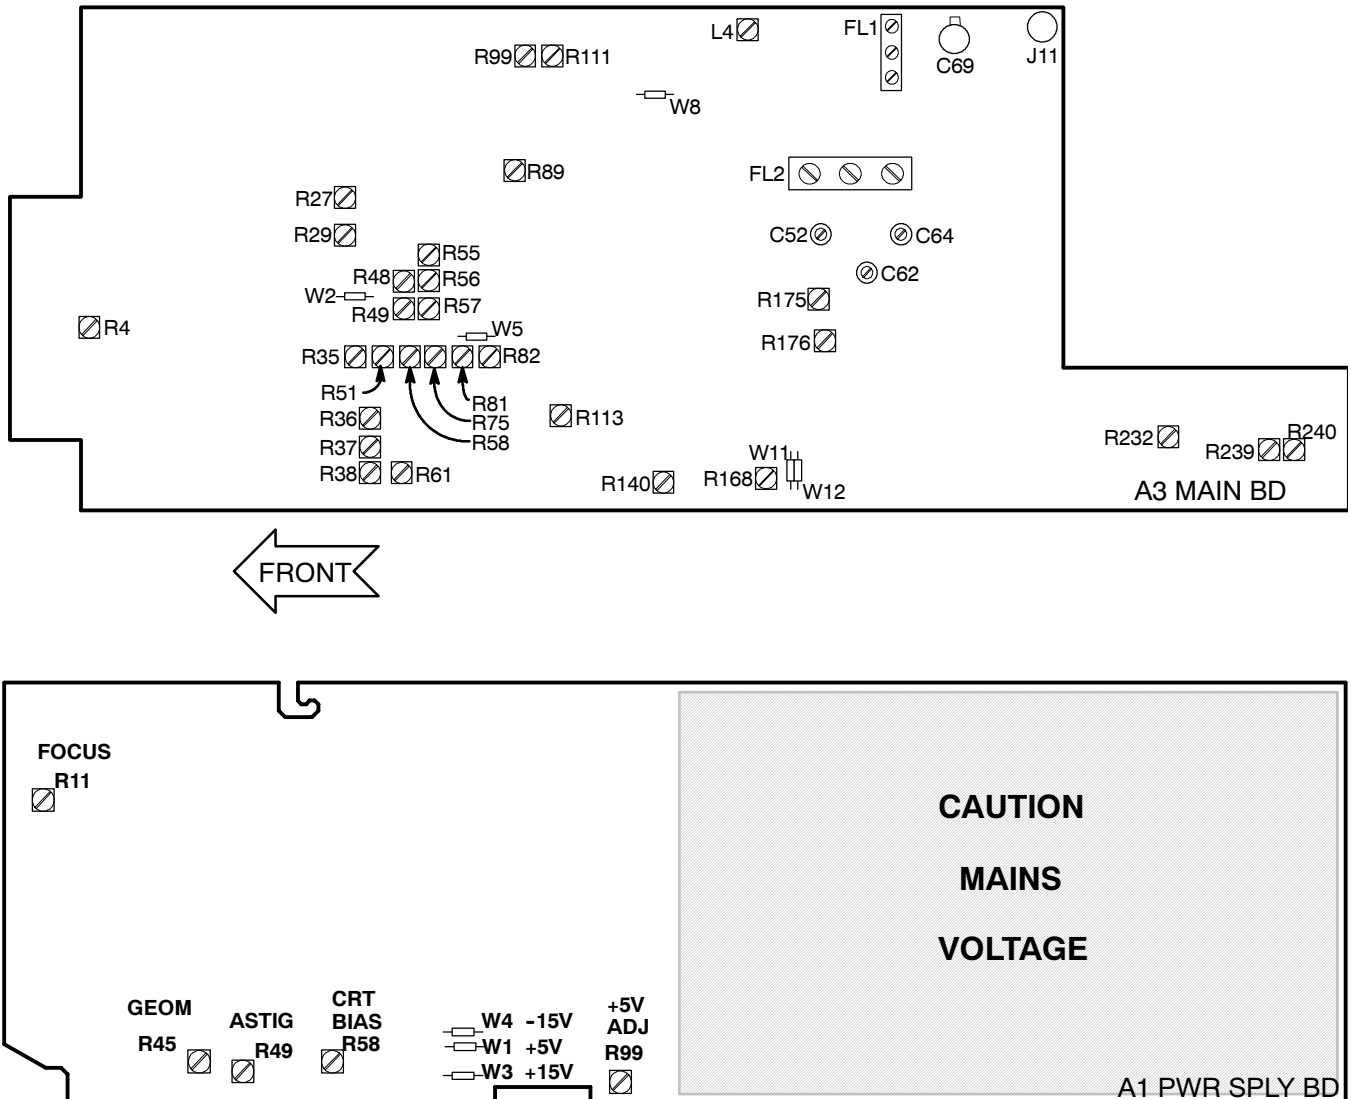 L4
FL1
C69
J11
R99
R111
W8
R89
FL2
R27
R29
R55
C52
C64
R48
R56
C62
W2
R49
R57
R175
R4
W5
R176
R35
R82
R51
R81
R36
R75
R113
R58
R37
R232
R240
R239
R38
R61
W11
R140
R168
W12
A3 MAIN BD
FRONT
FOCUS
R11
CAUTION
MAINS
VOLTAGE
GEOM
R45
ASTIG
R49
CRT
BIAS
R58
W4 -15V
W1 +5V
W3 +15V
+5V
ADJ
R99
A1 PWR SPLY BD